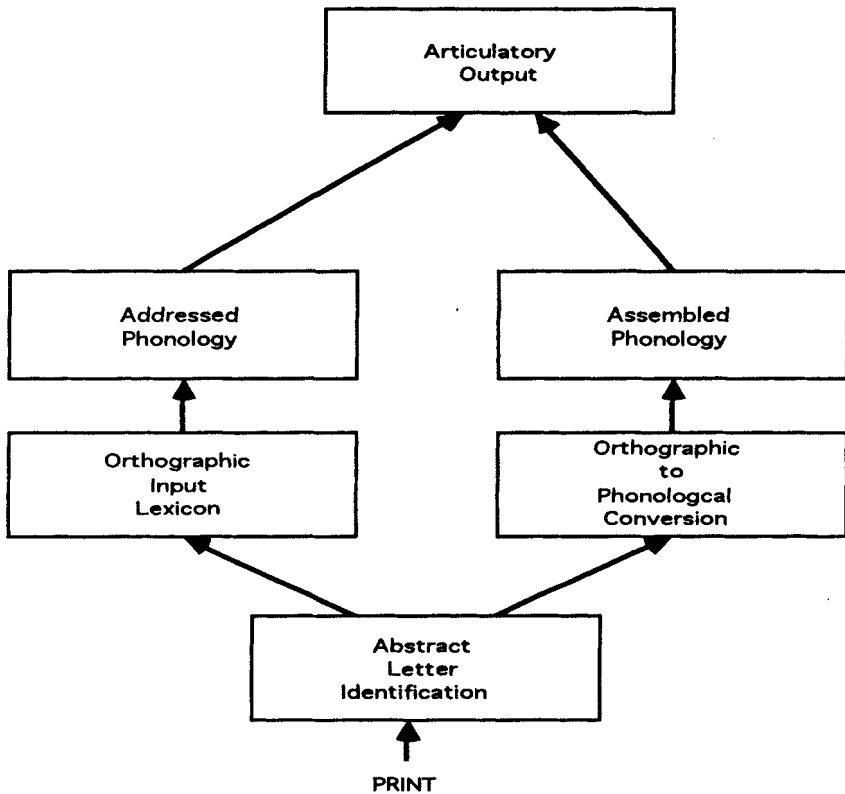 Articulatory
Output
Addressed
Phonology
Assembled
Phonology
Orthographic
Input
Lexicon
Orthographic
to
Phonologcal
Conversion
Abstract
Letter
Identification
PRINT